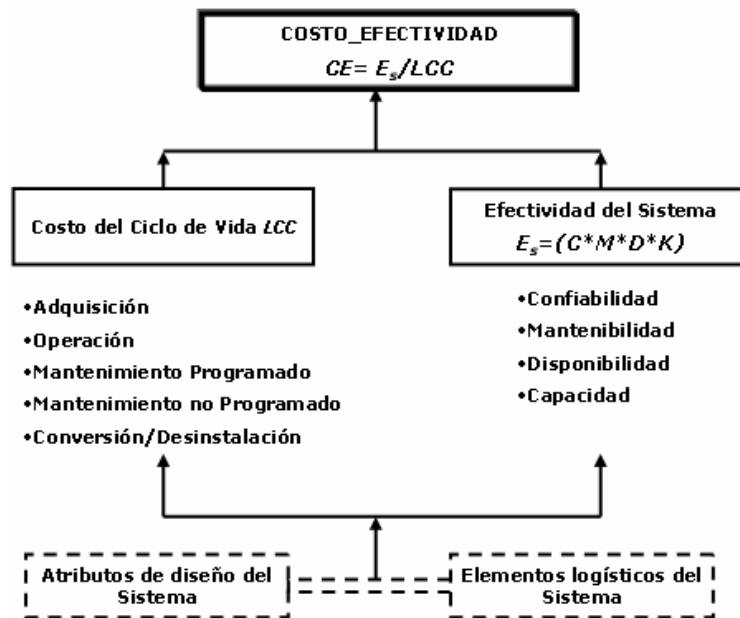 COSTO_EFECTIVIDAD
CE= Es/LCC
Costo del Ciclo de Vida LCC
Efectividad del Sistema
Es=(C*M*D*K)
•Adquisición
•Operación
•Mantenimiento Programado
•Mantenimiento no Programado
•Conversión/Desinstalación
•Confiabilidad
•Mantenibilidad
•Disponibilidad
•Capacidad
Atributos de diseño del
Sistema
Elementos logísticos del
Sistema